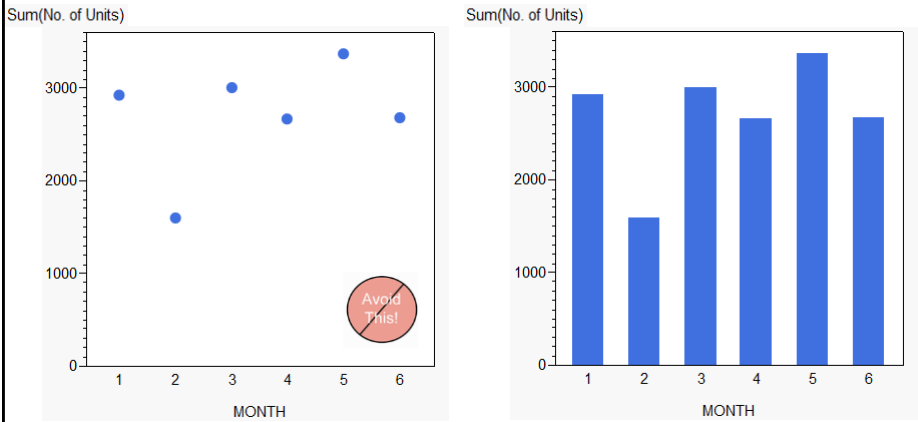 Sum(No. of Units)
3000
2000
1000
0
Avoid
This!
1 2 3 4 5 6
MONTH
Sum(No. of Units)
3000
2000
1000
0
1 2 3 4 5 6
MONTH